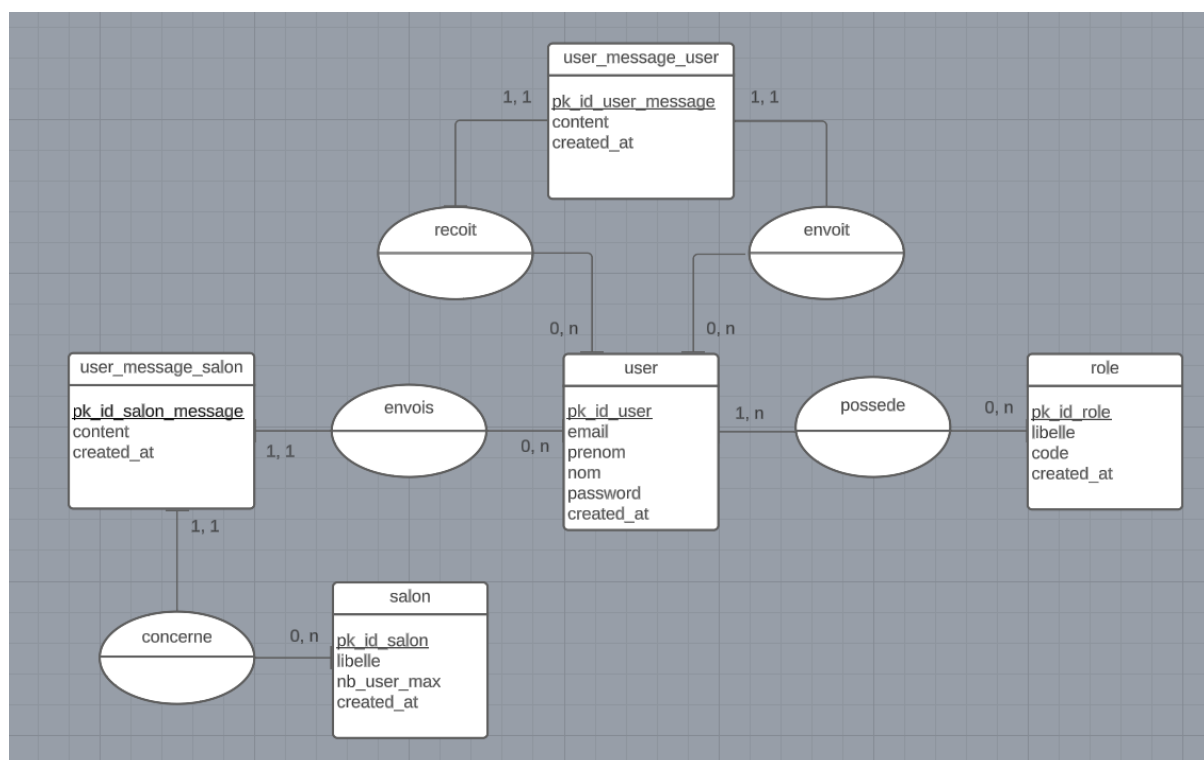 user_message_user
pk_id_user_message
content
created_at
1, 1
1, 1
recoit
envoit
0, n
0, n
user_message_salon
pk_id_salon_message
content
created_at
1, 1
envois
0, n
user
pk_id_user
email
prenom
nom
password
created_at
1, n
possede
0, n
role
pk_id_role
libelle
code
created_at
1, 1
concerne
0, n
salon
pk_id_salon
libelle
nb_user_max
created_at